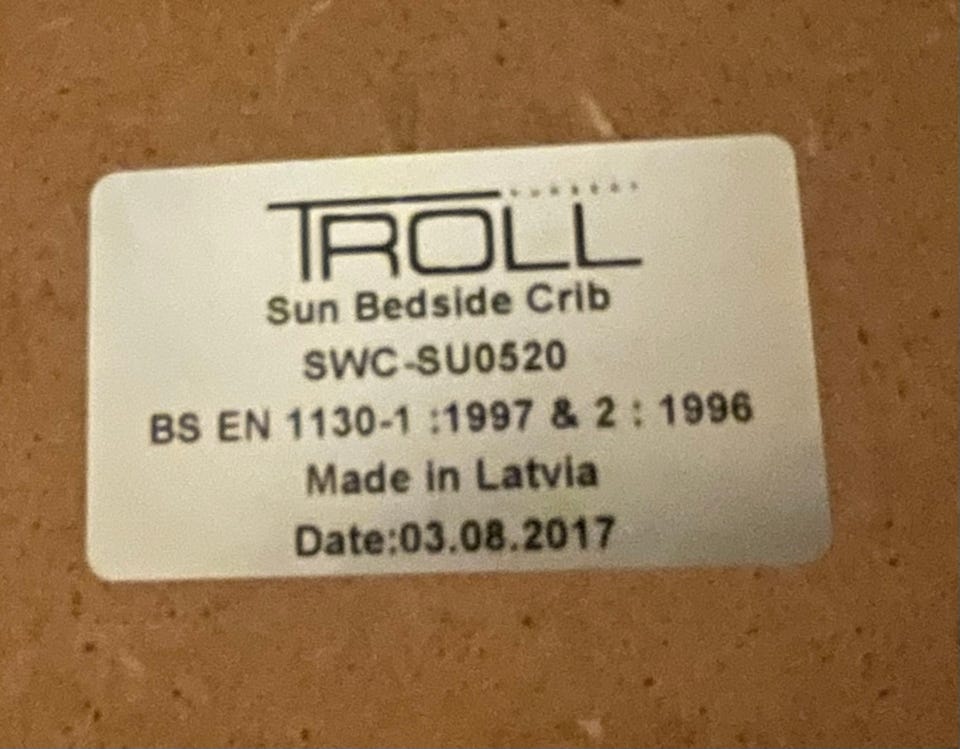 TROLL
Sun Bedside Crib
SWC-SU0520
BS EN 1130-1 :1997 & 2 : 1996
Made in Latvia
Date:03.08.2017